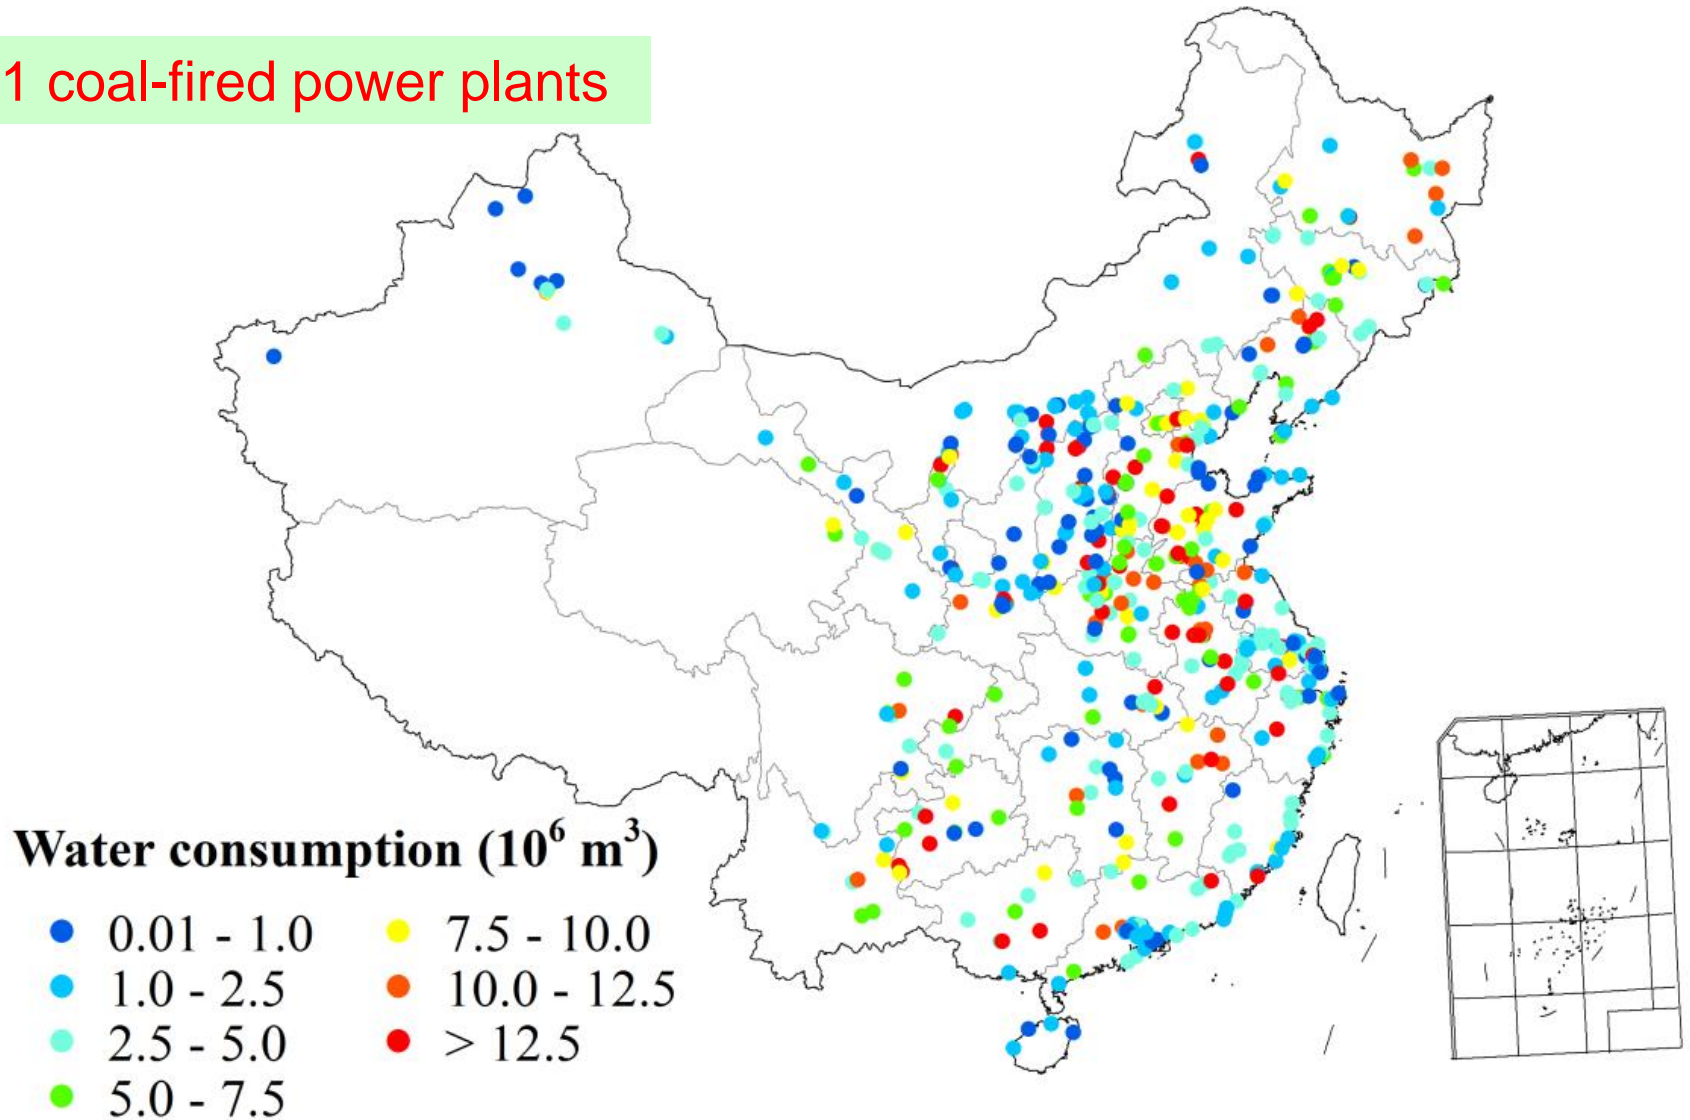 1 coal-fired power plants
Water consumption (10⁶ m³)
0.01 - 1.0
1.0 - 2.5
2.5 - 5.0
5.0 - 7.5
7.5 - 10.0
10.0 - 12.5
> 12.5